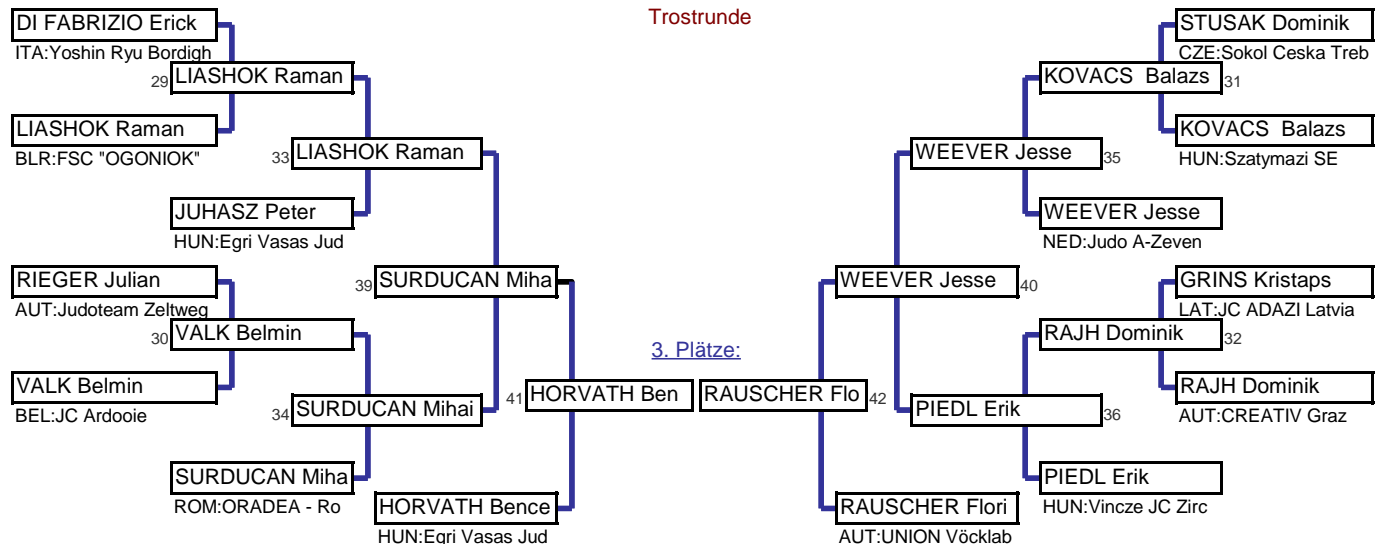 Trostrunde
DI FABRIZIO Erick
ITA:Yoshin Ryu Bordigh
29 LIASHOK Raman
LIASHOK Raman
BLR:FSC "OGONIOK"
33 LIASHOK Raman
JUHASZ Peter
HUN:Egri Vasas Jud
RIEGER Julian
AUT:Judoteam Zeltweg
39 SURDUCAN Miha
30 VALK Belmin
VALK Belmin
BEL:JC Ardooie
34 SURDUCAN Mihai
SURDUCAN Miha
ROM:ORADEA - Ro
41 HORVATH Ben
HORVATH Bence
HUN:Egri Vasas Jud
3. Plätze:
STUSAK Dominik
CZE:Sokol Ceska Treb
KOVACS  Balazs 31
KOVACS  Balazs
HUN:Szatymazi SE
WEEVER Jesse 35
WEEVER Jesse
NED:Judo A-Zeven
WEEVER Jesse 40
GRINS Kristaps
LAT:JC ADAZI Latvia
RAJH Dominik 32
RAJH Dominik
AUT:CREATIV Graz
RAUSCHER Flo 42
PIEDL Erik 36
PIEDL Erik
HUN:Vincze JC Zirc
RAUSCHER Flori
AUT:UNION Vöcklab